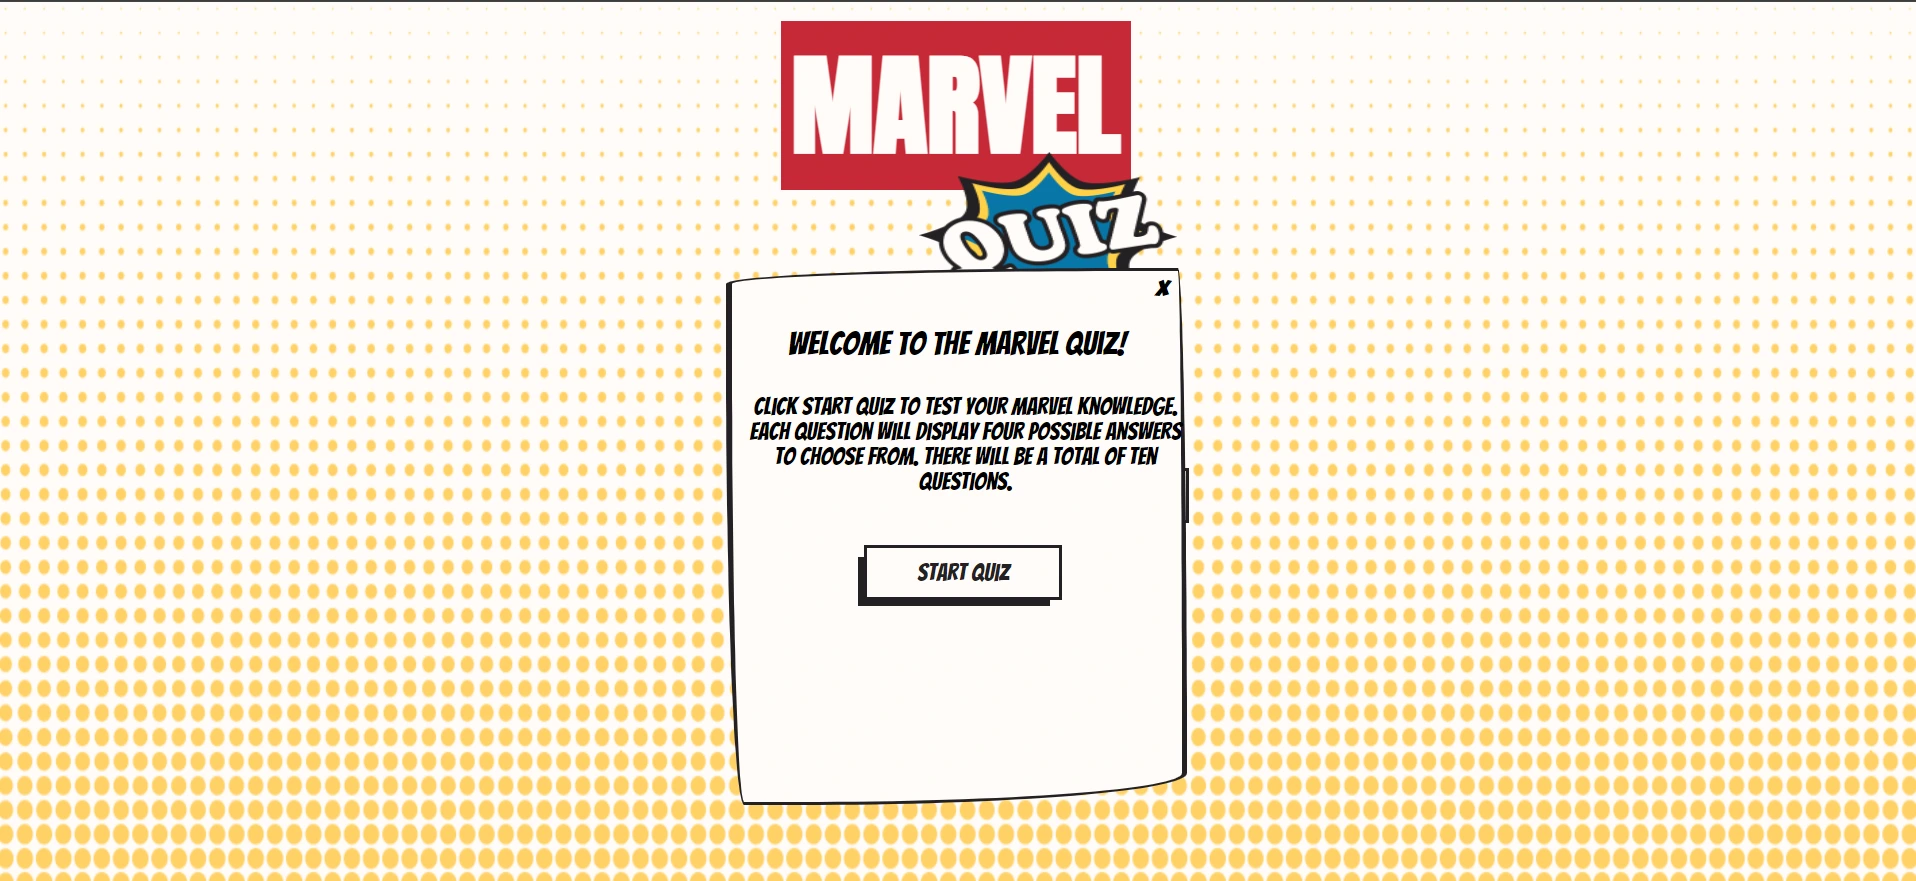 MARVEL
QUIZ
X
WELCOME TO THE MARVEL QUIZ!
CLICK START QUIZ TO TEST YOUR MARVEL KNOWLEDGE.
EACH QUESTION WILL DISPLAY FOUR POSSIBLE ANSWERS
TO CHOOSE FROM. THERE WILL BE A TOTAL OF TEN
QUESTIONS.
START QUIZ